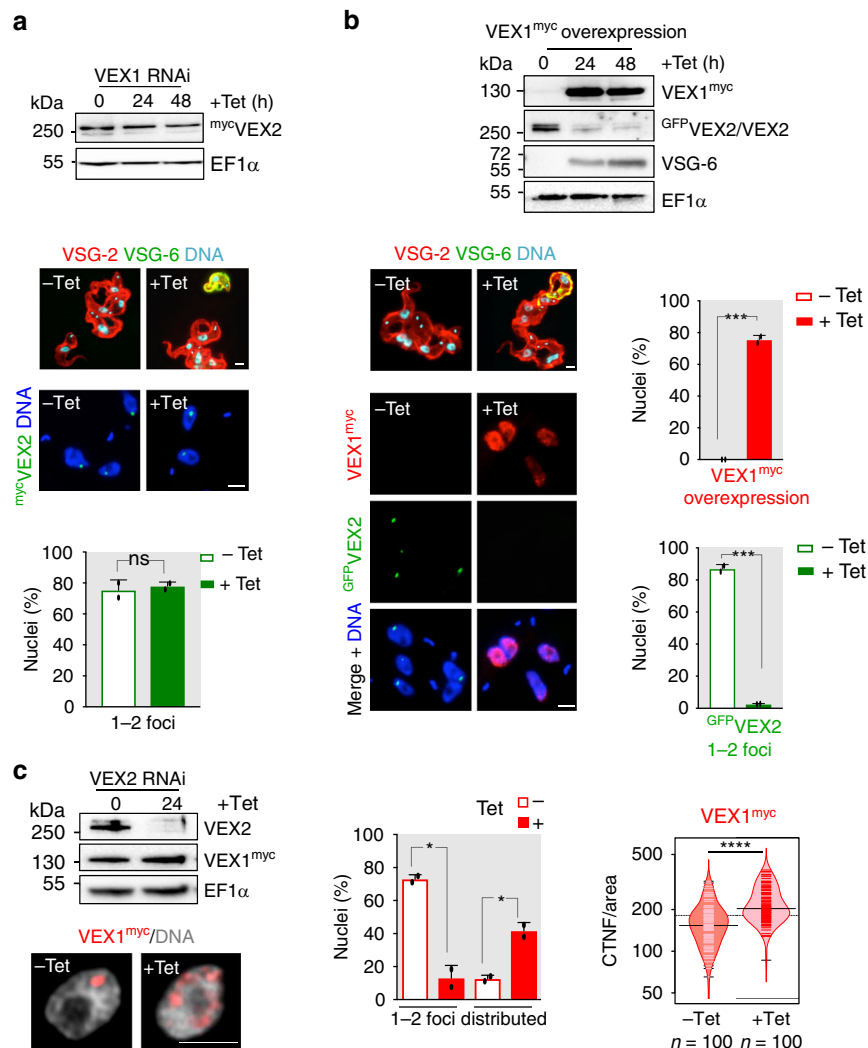 a
VEX1 RNAi
kDa 0 24 48 +Tet (h)
250 mycVEX2
55 EF1α
VSG-2 VSG-6 DNA
–Tet +Tet
mycVEX2 DNA
–Tet +Tet
Nuclei (%)
100
80
60
40
20
0
ns
– Tet
+ Tet
1–2 foci
b
VEX1myc overexpression
kDa 0 24 48 +Tet (h)
130 VEX1myc
250 GFPVEX2/VEX2
72
55 VSG-6
55 EF1α
VSG-2 VSG-6 DNA
–Tet +Tet
–Tet +Tet
VEX1myc
GFPVEX2
Merge + DNA
– Tet
+ Tet
Nuclei (%)
100
80
60
40
20
0
***
VEX1myc
overexpression
– Tet
+ Tet
Nuclei (%)
100
80
60
40
20
0
***
GFPVEX2
1–2 foci
c
VEX2 RNAi
kDa 0 24 +Tet
250 VEX2
130 VEX1myc
55 EF1α
VEX1myc/DNA
–Tet +Tet
Tet –
+
Nuclei (%)
100
80
60
40
20
0
*
*
1–2 foci distributed
VEX1myc
CTNF/area
500
200
100
50
****
–Tet +Tet
n = 100 n = 100